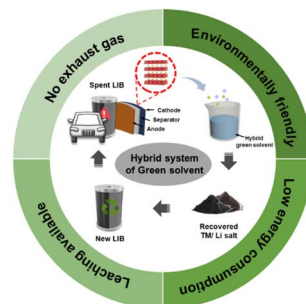 No exhaust gas
Environmentally friendly
Spent LIB
Cathode
Separator
Anode
Hybrid
green solvent
Hybrid system
of Green solvent
New LIB
Recovered
TM/ Li salt
Leaching available
Low energy consumption